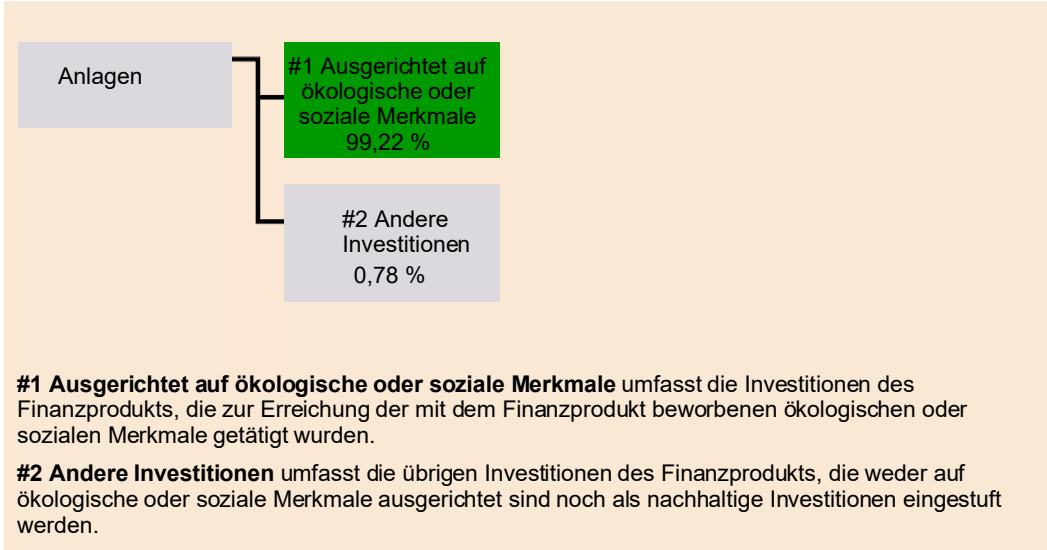 Anlagen
#1 Ausgerichtet auf
ökologische oder
soziale Merkmale
99,22 %
#2 Andere
Investitionen
0,78 %
#1 Ausgerichtet auf ökologische oder soziale Merkmale umfasst die Investitionen des
Finanzprodukts, die zur Erreichung der mit dem Finanzprodukt beworbenen ökologischen oder
sozialen Merkmale getätigt wurden.
#2 Andere Investitionen umfasst die übrigen Investitionen des Finanzprodukts, die weder auf
ökologische oder soziale Merkmale ausgerichtet sind noch als nachhaltige Investitionen eingestuft
werden.